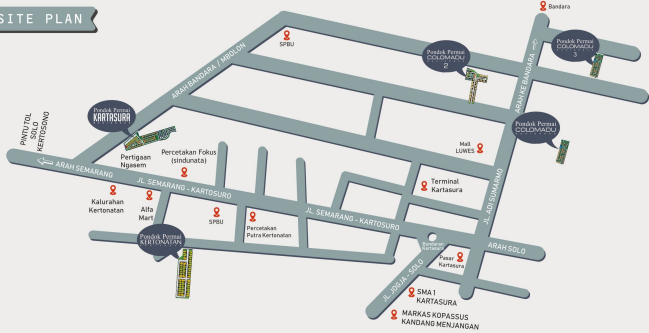 SITE PLAN
Bandara
SPBU
Pondok Permai
COLOMADU
2
Pondok Permai
COLOMADU
3
ARAH BANDARA / MBOLON
ARAH KE BANDARA
Pondok Permai
KARTASURA
Pondok Permai
COLOMADU
PINTU TOL
SOLO
KERTOSONO
Pertigaan
Ngasem
Percetakan Fokus
(sindunata)
Mall
LUWES
ARAH SEMARANG
JL. SEMARANG - KARTOSURO
Terminal
Kartasura
JL. ADI SUMARMO
Kalurahan
Kertonatan
Alfa
Mart
SPBU
Percetakan
Putra Kertonatan
JL. SEMARANG - KARTOSURO
Pondok Permai
KERTONATAN
Bundaran
Kartasura
ARAH SOLO
Pasar
Kartasura
JL. JOGJA - SOLO
SMA 1
KARTASURA
MARKAS KOPASSUS
KANDANG MENJANGAN